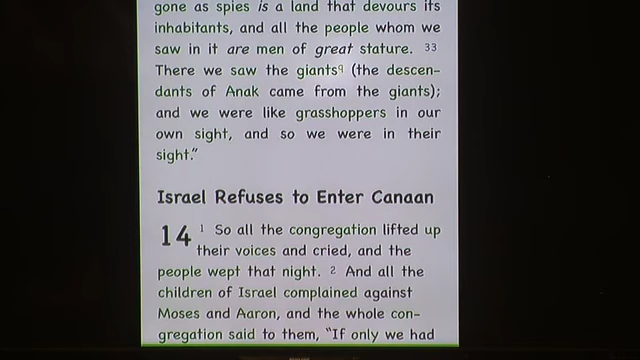 gone as spies is a land that devours its
inhabitants, and all the people whom we
saw in it are men of great stature. 33
There we saw the giantsq (the descen-
dants of Anak came from the giants);
and we were like grasshoppers in our
own sight, and so we were in their
sight."
Israel Refuses to Enter Canaan
14 1 So all the congregation lifted up
their voices and cried, and the
people wept that night. 2 And all the
children of Israel complained against
Moses and Aaron, and the whole con-
gregation said to them, "If only we had